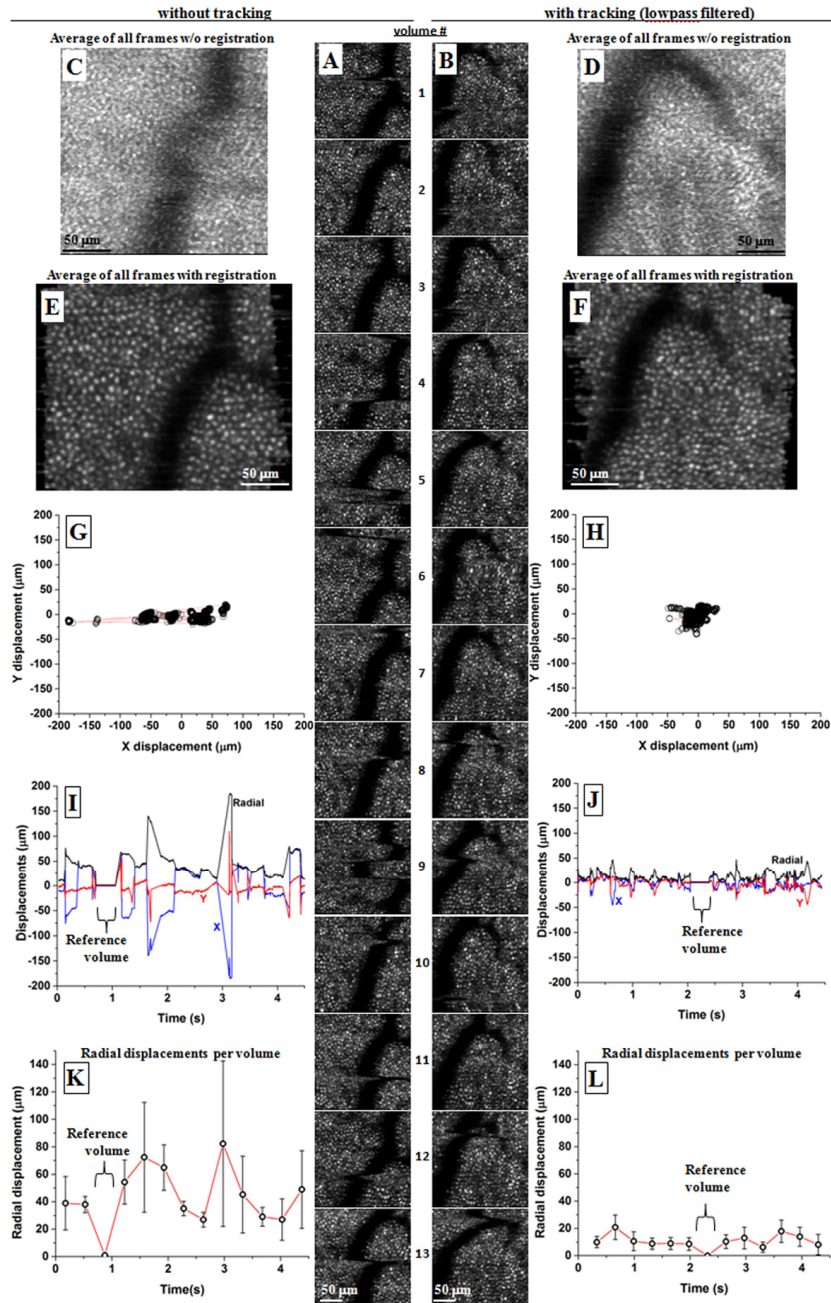 without tracking
with tracking (lowpass filtered)
volume #
Average of all frames w/o registration
Average of all frames w/o registration
C
A
B
D
1
2
50 µm
50 µm
Average of all frames with registration
Average of all frames with registration
3
E
F
4
50 µm
50 µm
5
200
150
100
50
0
-50
-100
-150
-200
G
Y displacement (µm)
-200 -150 -100 -50 0 50 100 150 200
X displacement (µm)
6
7
200
150
100
50
0
-50
-100
-150
-200
H
Y displacement (µm)
-200 -150 -100 -50 0 50 100 150 200
X displacement (µm)
8
200
150
100
50
0
-50
-100
-150
-200
I
Radial
Displacements (µm)
Y
X
Reference
volume
0 1 2 3 4
Time (s)
9
10
200
150
100
50
0
-50
-100
-150
-200
J
Radial
Displacements (µm)
X
Y
Reference
volume
0 1 2 3 4
Time (s)
11
Radial displacements per volume
140
120
100
80
60
40
20
0
K
Radial displacement (µm)
Reference
volume
0 1 2 3 4
Time(s)
12
13
50 µm
50 µm
Radial displacements per volume
140
120
100
80
60
40
20
0
L
Radial displacement (µm)
Reference
volume
0 1 2 3 4
Time(s)